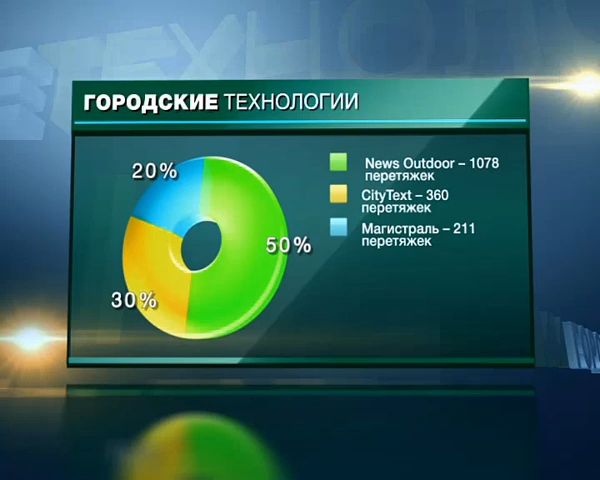 ГОРОДСКИЕ ТЕХНОЛОГИИ
20%
50%
30%
News Outdoor – 1078
перетяжек
CityText – 360
перетяжек
Магистраль – 211
перетяжек